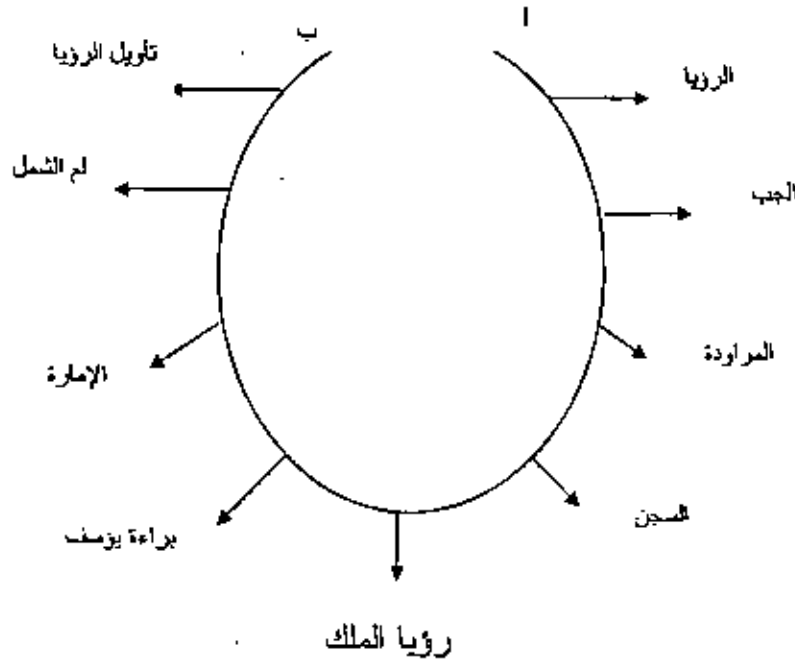 ا
ب
الرؤيا
الجب
المراودة
السجن
رؤيا الملك
براءة يوسف
الإمارة
لم الشمل
تأويل الرؤيا